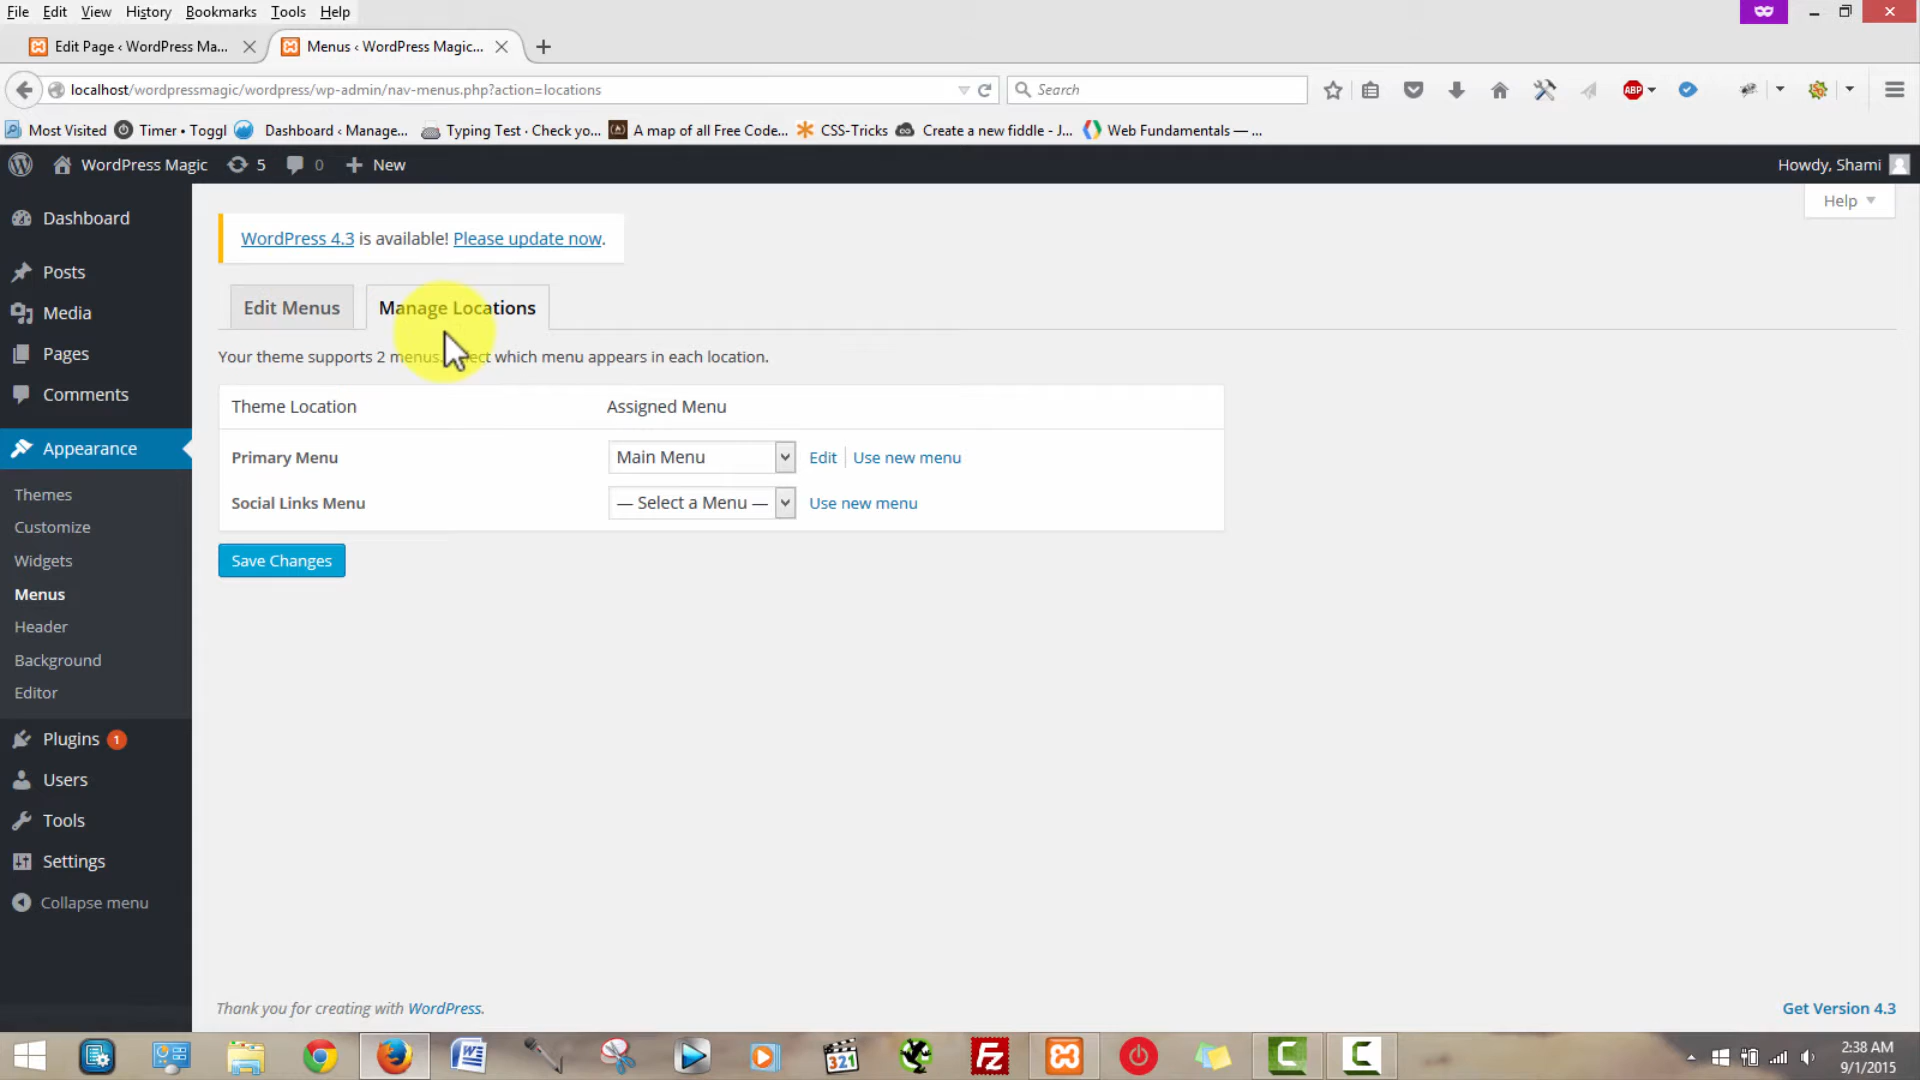 File Edit View History Bookmarks Tools Help
Edit Page ‹ WordPress Ma...
Menus ‹ WordPress Magic...
localhost/wordpressmagic/wordpress/wp-admin/nav-menus.php?action=locations
Search
ABP
Most Visited Timer • Toggl Dashboard ‹ Manage... Typing Test · Check yo... A map of all Free Code... CSS-Tricks Create a new fiddle - J... Web Fundamentals — ...
WordPress Magic 5 0 New Howdy, Shami
Help
Dashboard
Posts
Media
Pages
Comments
Appearance
Themes
Customize
Widgets
Menus
Header
Background
Editor
Plugins 1
Users
Tools
Settings
Collapse menu
WordPress 4.3 is available! Please update now.
Edit Menus Manage Locations
Your theme supports 2 menus. ect which menu appears in each location.
Theme Location Assigned Menu
Primary Menu Main Menu Edit Use new menu
Social Links Menu — Select a Menu — Use new menu
Save Changes
Thank you for creating with WordPress. Get Version 4.3
321
FZ
2:38 AM
9/1/2015